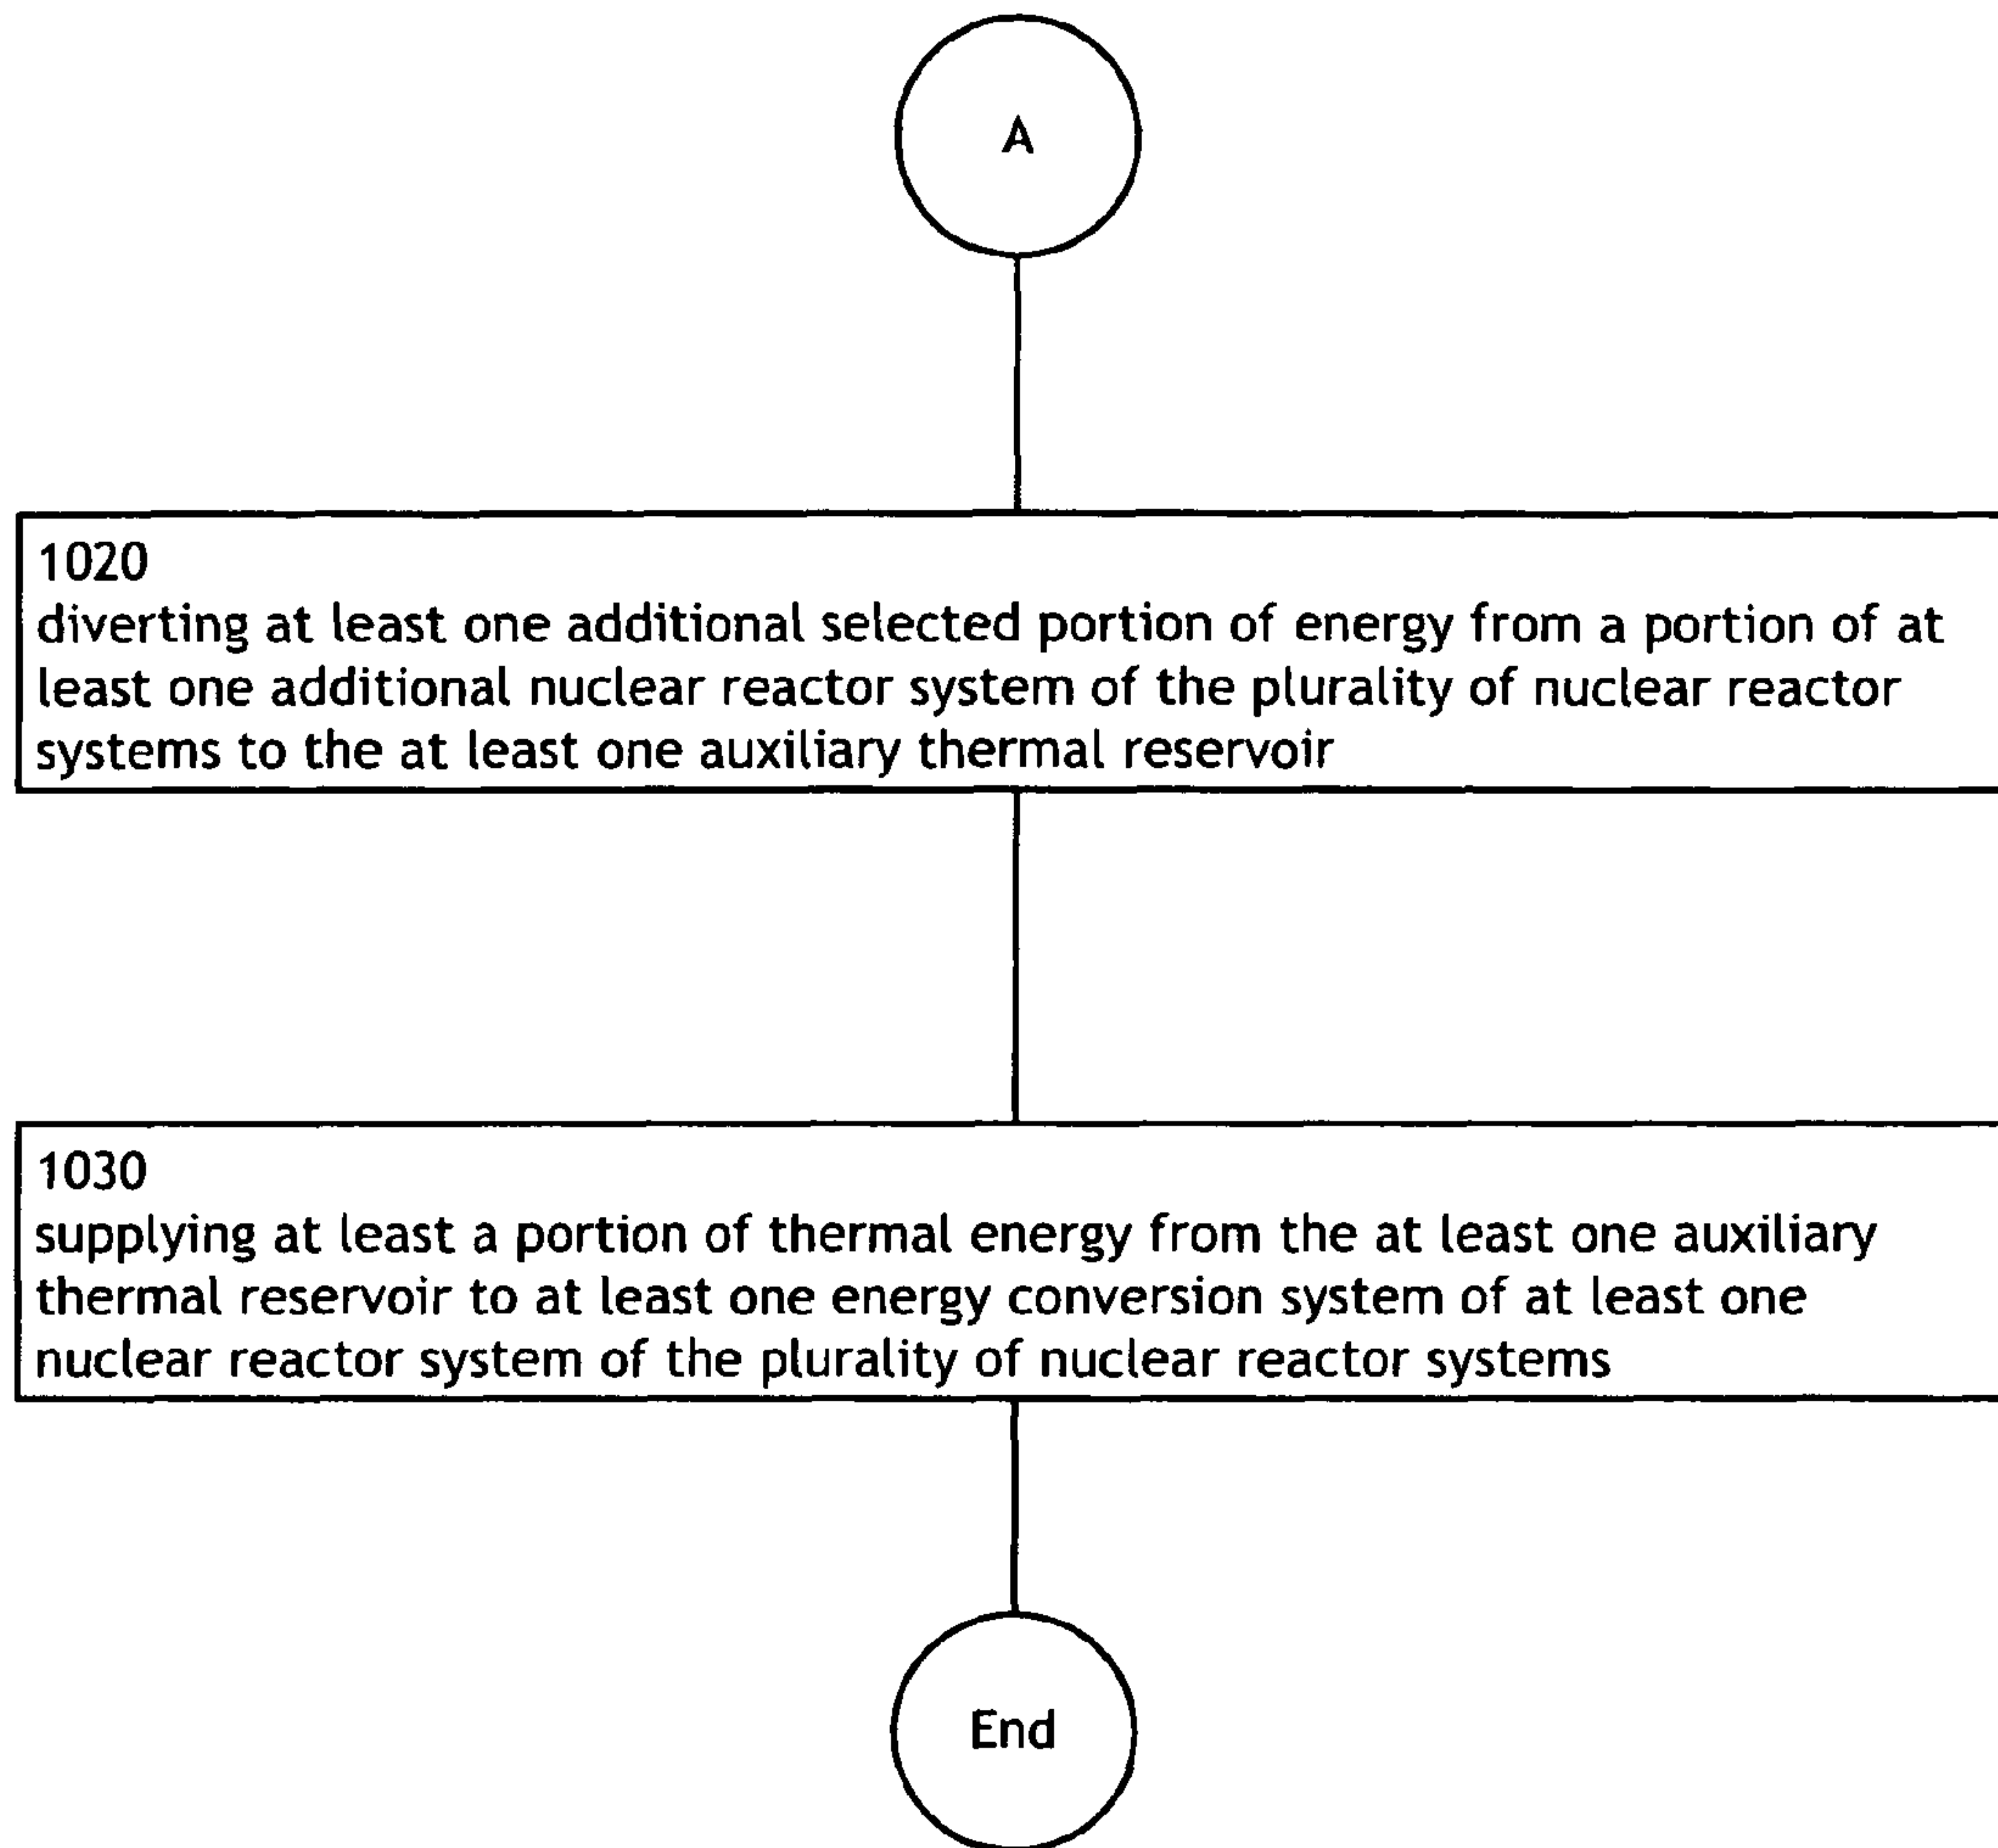 A
1020
diverting at least one additional selected portion of energy from a portion of at
least one additional nuclear reactor system of the plurality of nuclear reactor
systems to the at least one auxiliary thermal reservoir
1030
supplying at least a portion of thermal energy from the at least one auxiliary
thermal reservoir to at least one energy conversion system of at least one
nuclear reactor system of the plurality of nuclear reactor systems
End